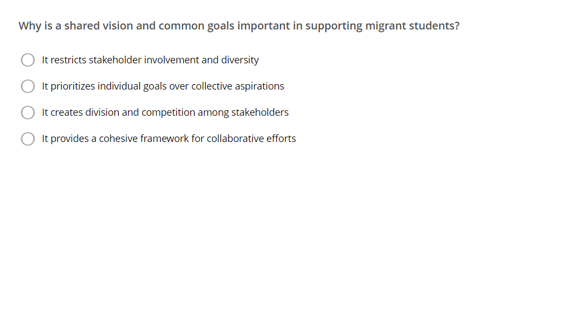 Why is a shared vision and common goals important in supporting migrant students?
It restricts stakeholder involvement and diversity
It prioritizes individual goals over collective aspirations
It creates division and competition among stakeholders
It provides a cohesive framework for collaborative efforts